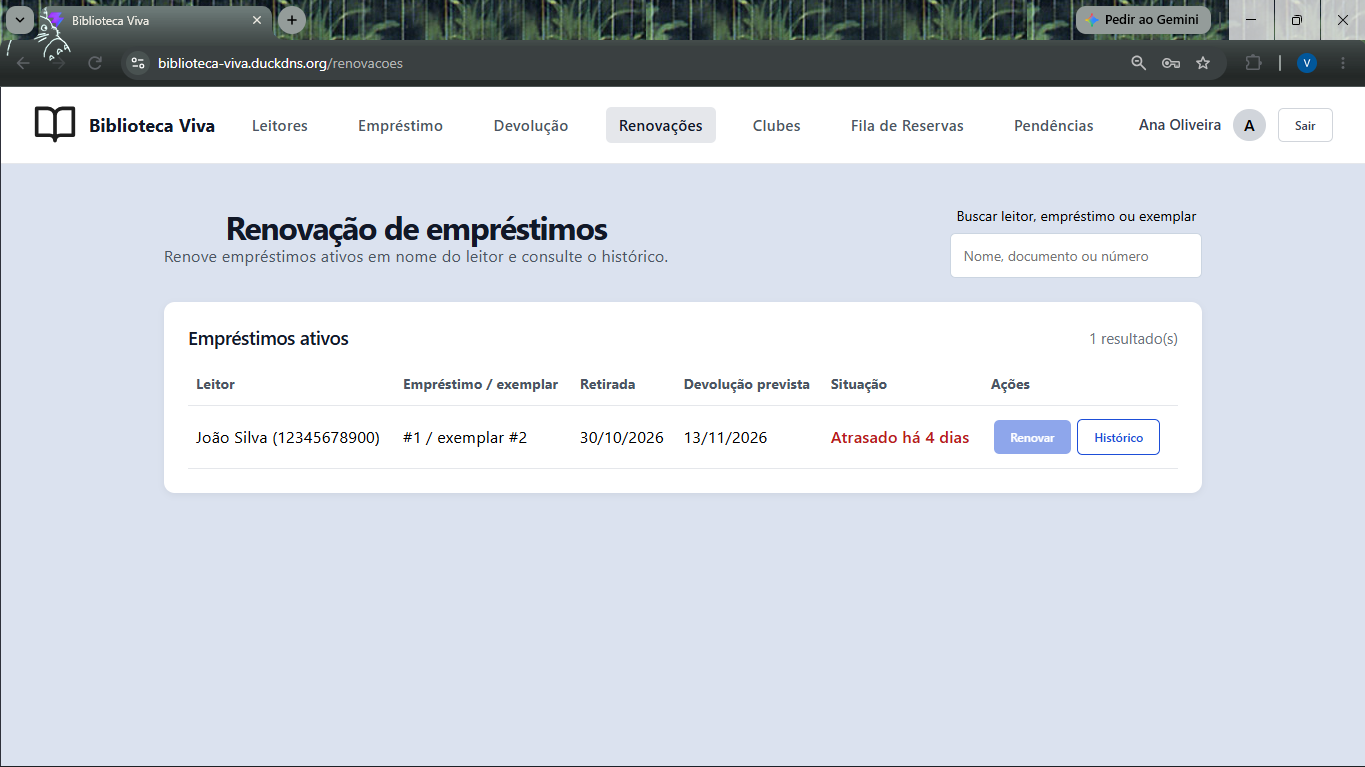 Biblioteca Viva
Pedir ao Gemini
biblioteca-viva.duckdns.org/renovacoes
V
Biblioteca Viva Leitores Empréstimo Devolução Renovações Clubes Fila de Reservas Pendências Ana Oliveira A Sair
Renovação de empréstimos
Renove empréstimos ativos em nome do leitor e consulte o histórico.
Buscar leitor, empréstimo ou exemplar
Nome, documento ou número
Empréstimos ativos 1 resultado(s)
Leitor Empréstimo / exemplar Retirada Devolução prevista Situação Ações
João Silva (12345678900) #1 / exemplar #2 30/10/2026 13/11/2026 Atrasado há 4 dias Renovar Histórico